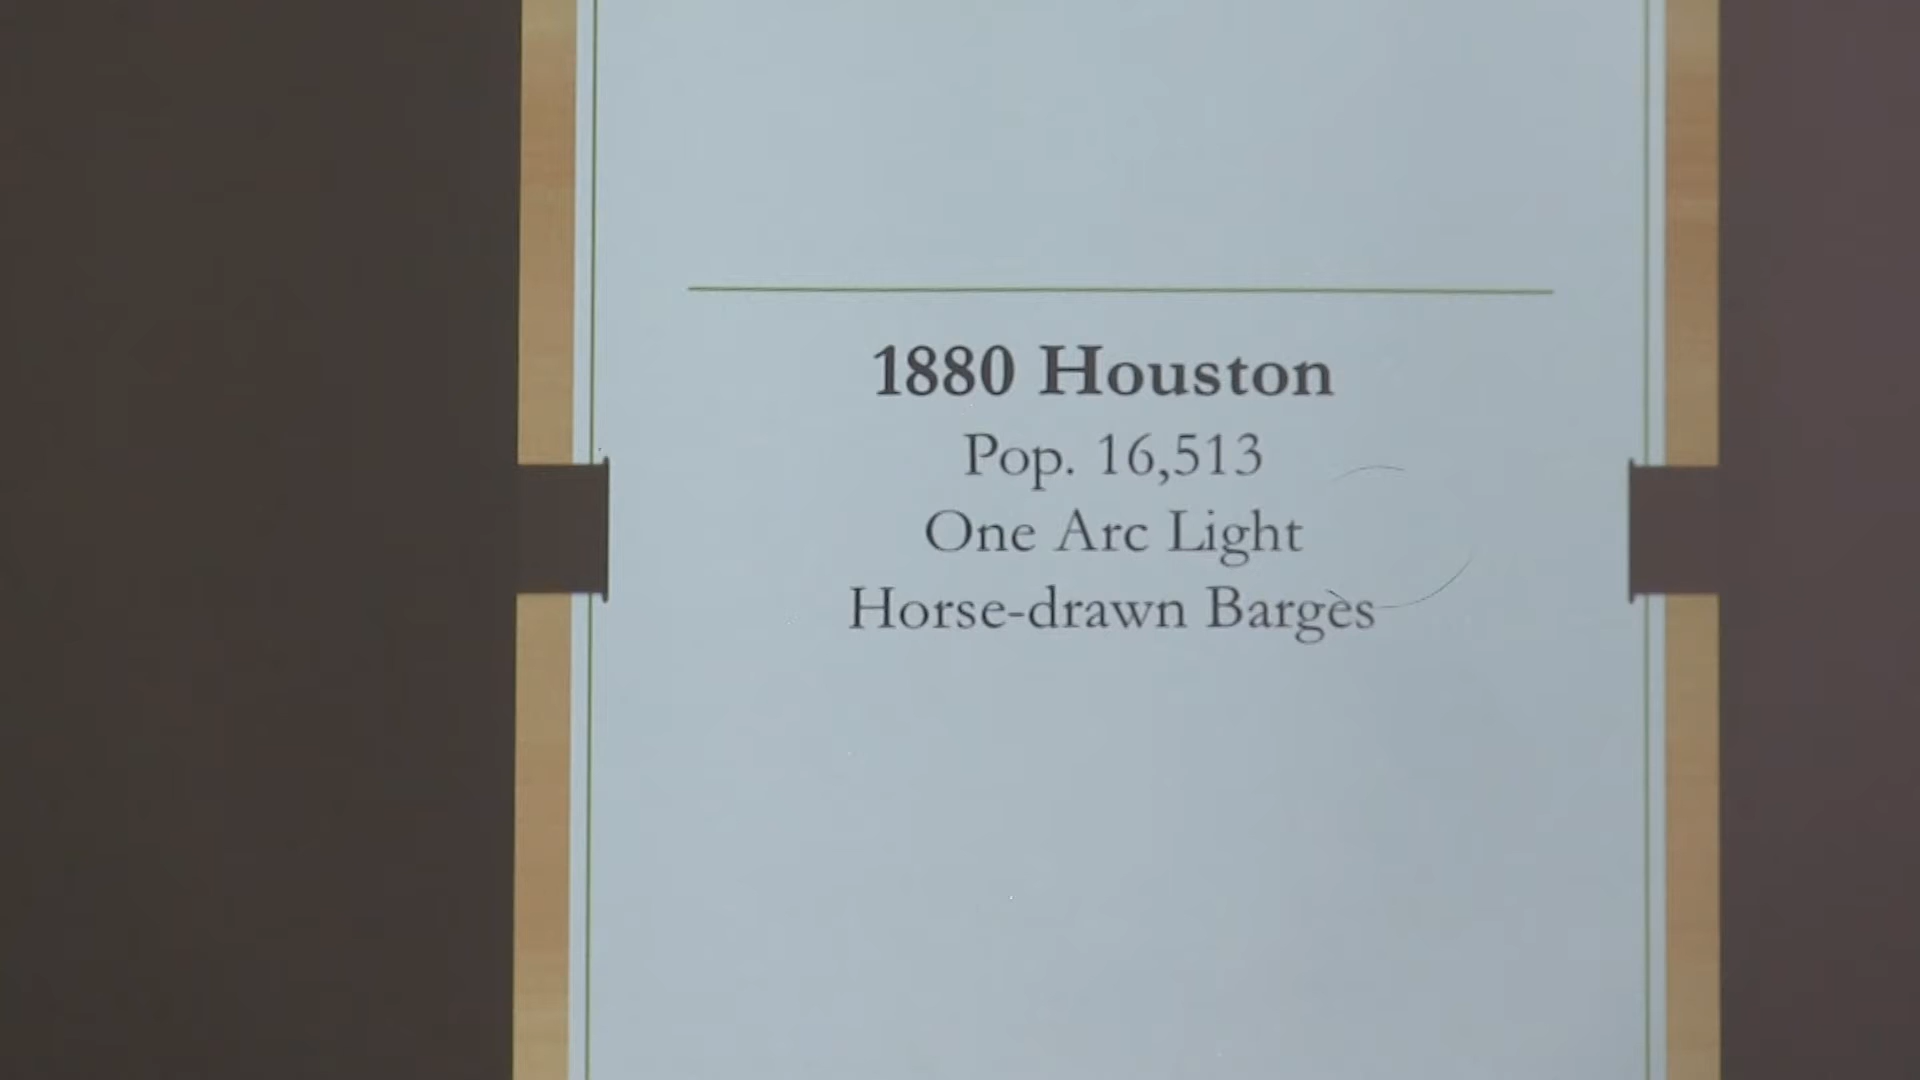 1880 Houston
Pop. 16,513
One Arc Light
Horse-drawn Barges